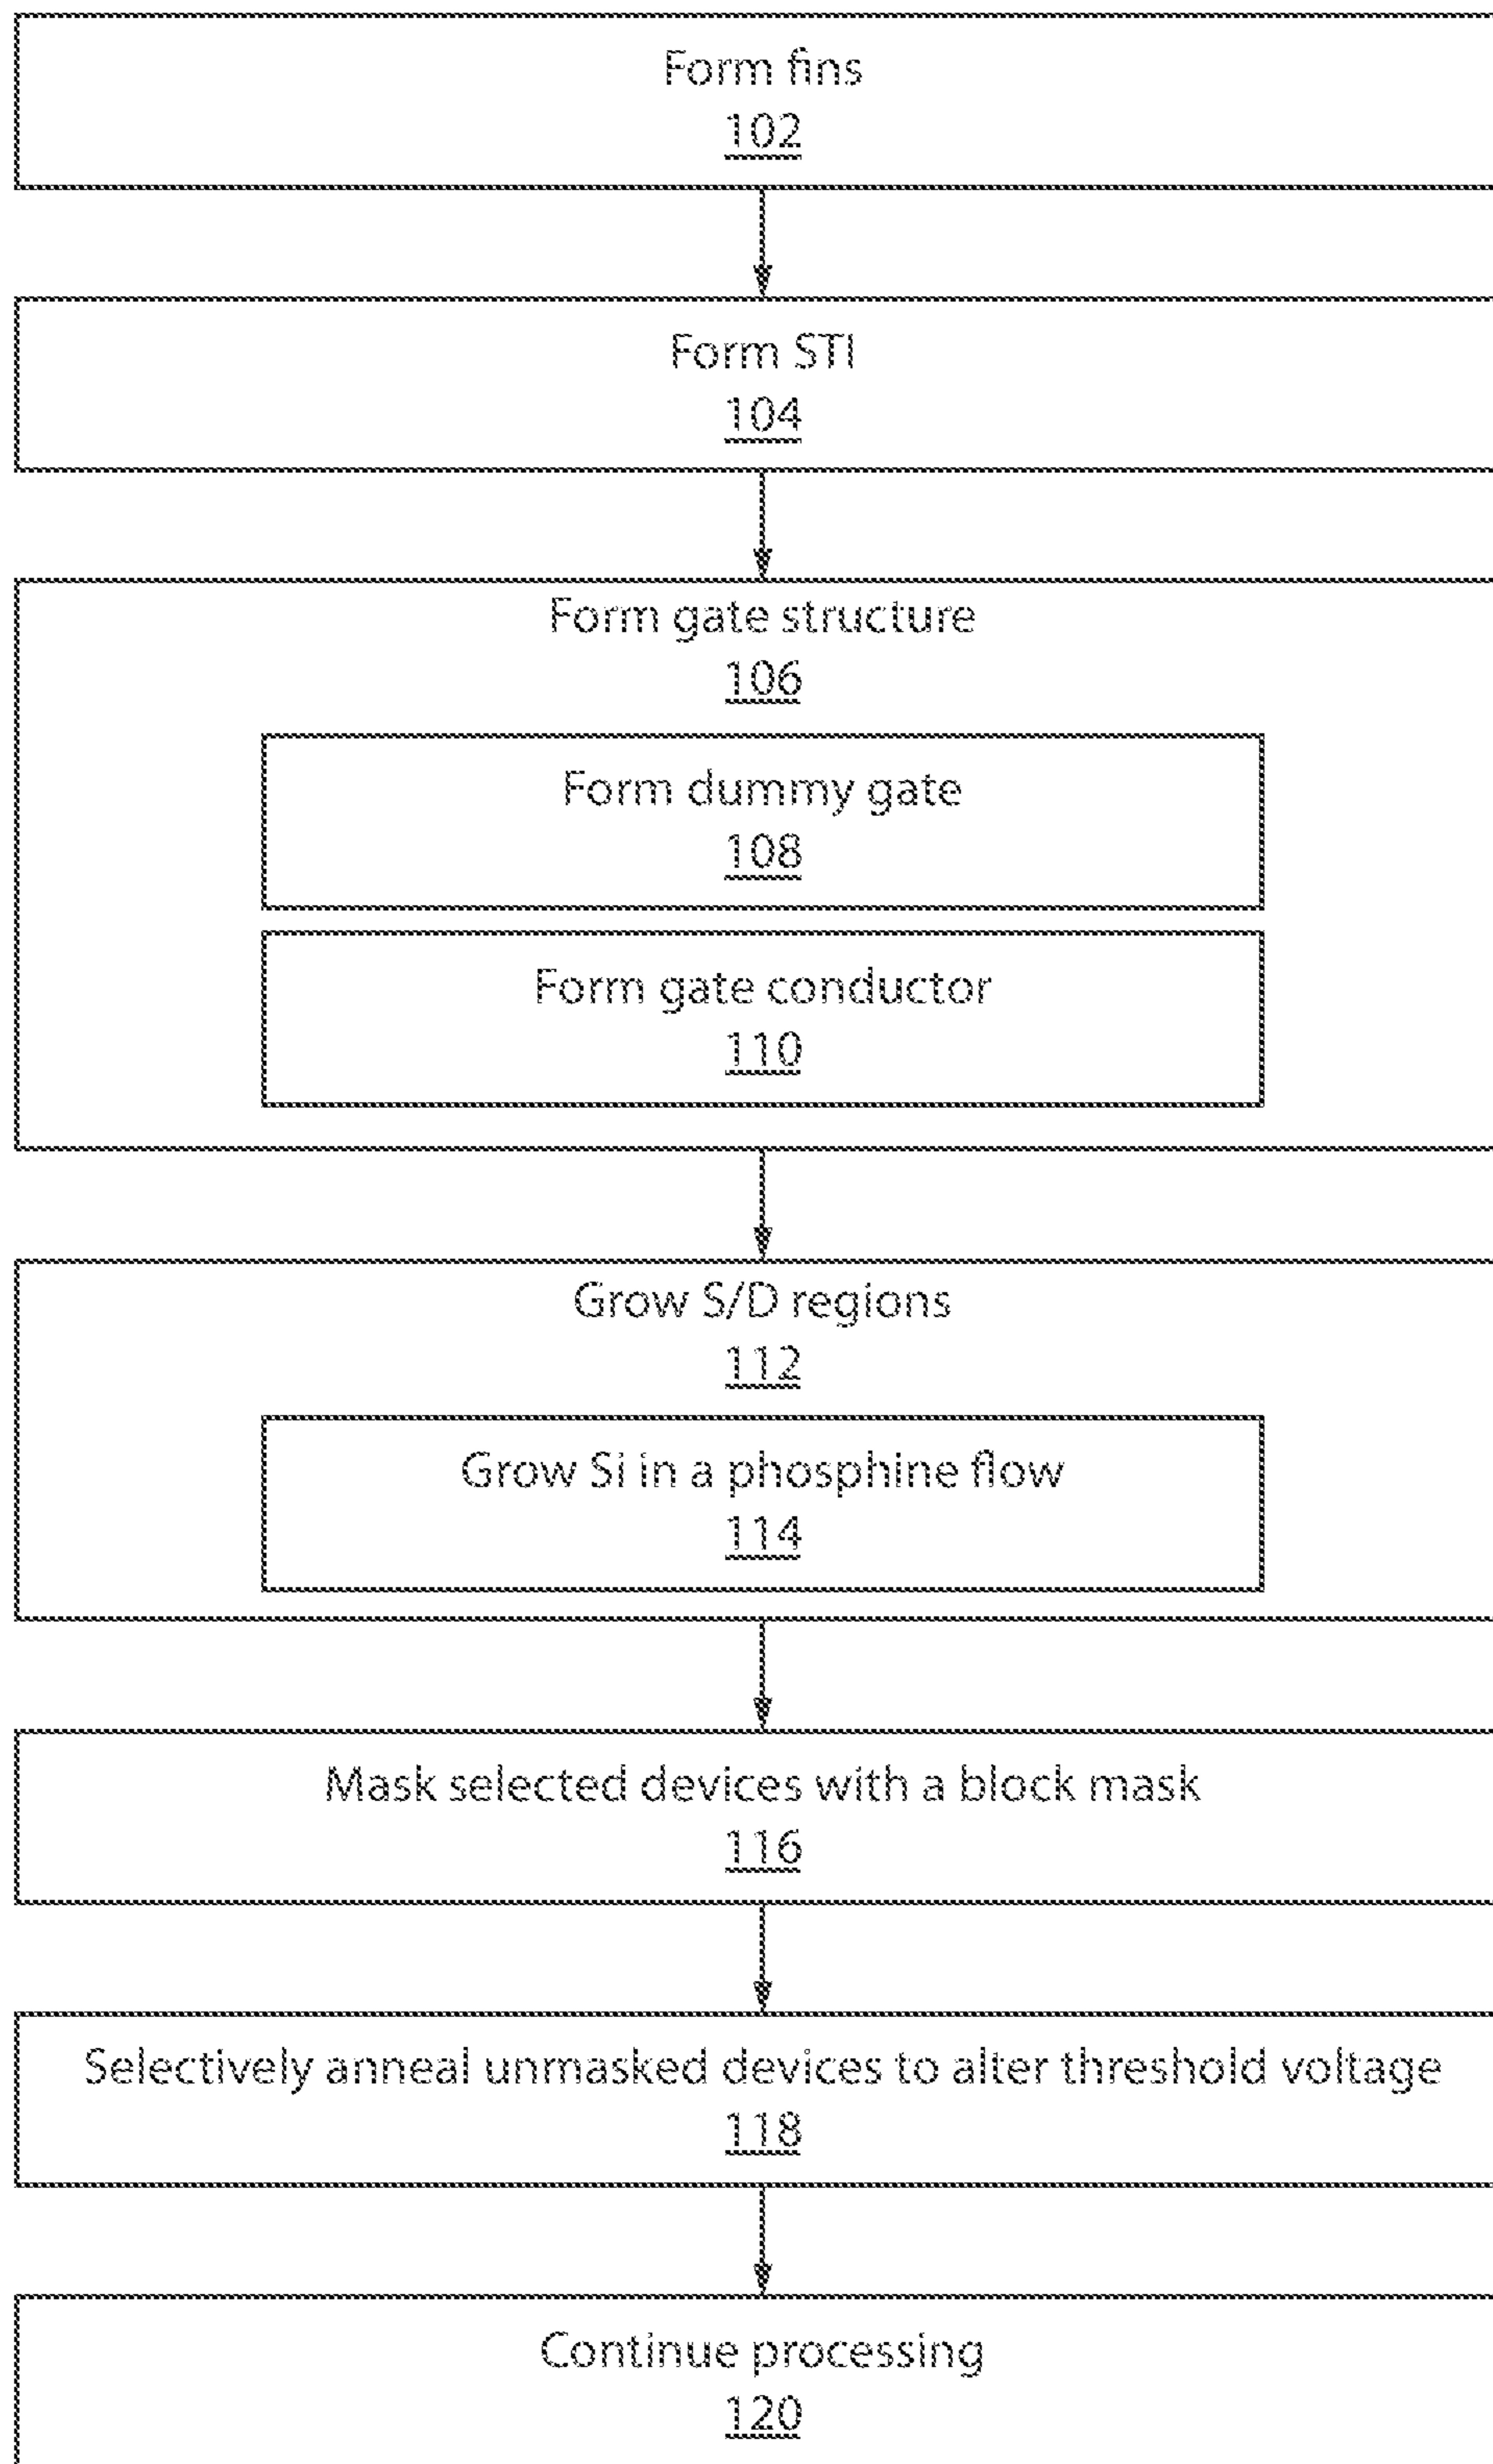 Form fins
102
Form STI
104
Form gate structure
106
Form dummy gate
108
Form gate conductor
110
Grow S/D regions
112
Grow Si in a phosphine flow
114
Mask selected devices with a block mask
116
Selectively anneal unmasked devices to alter threshold voltage
118
Continue processing
120